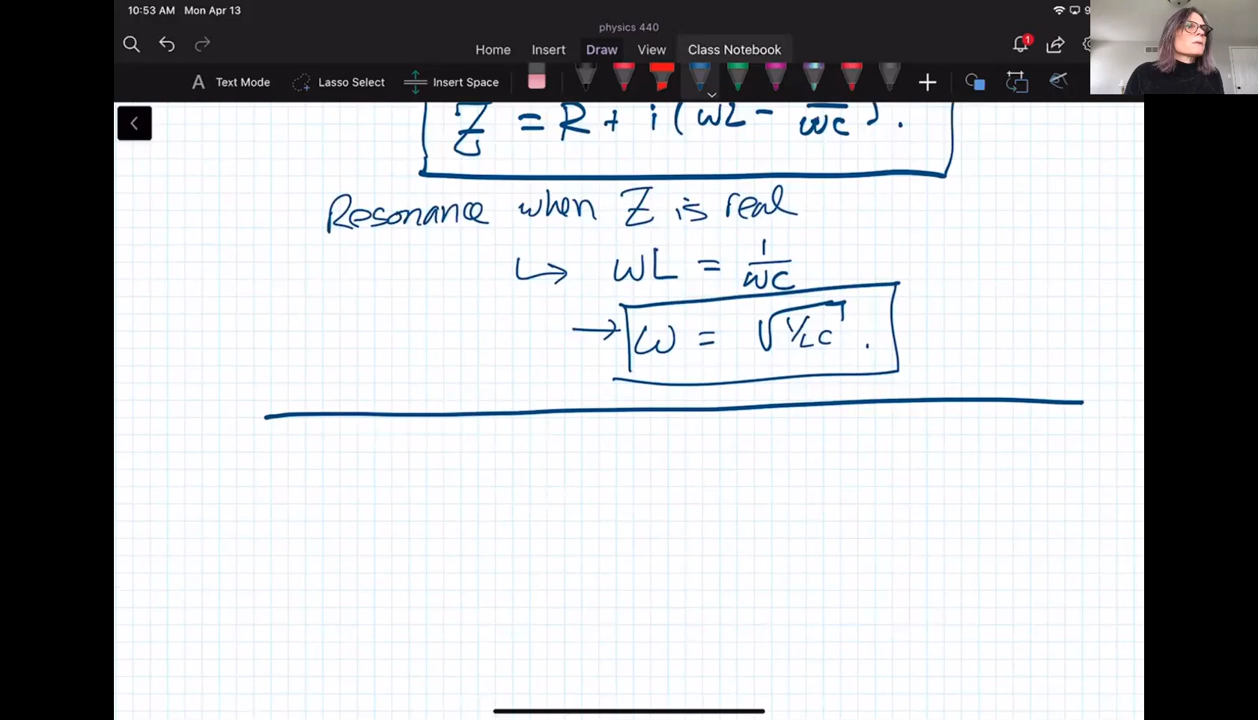 10:53 AM Mon Apr 13
physics 440
Home Insert Draw View Class Notebook
1
A Text Mode Lasso Select Insert Space
Z = R + i(ωL - 1/ωC).
Resonance when Z is real
↳ ωL = 1/ωC
→ ω = √1/LC .